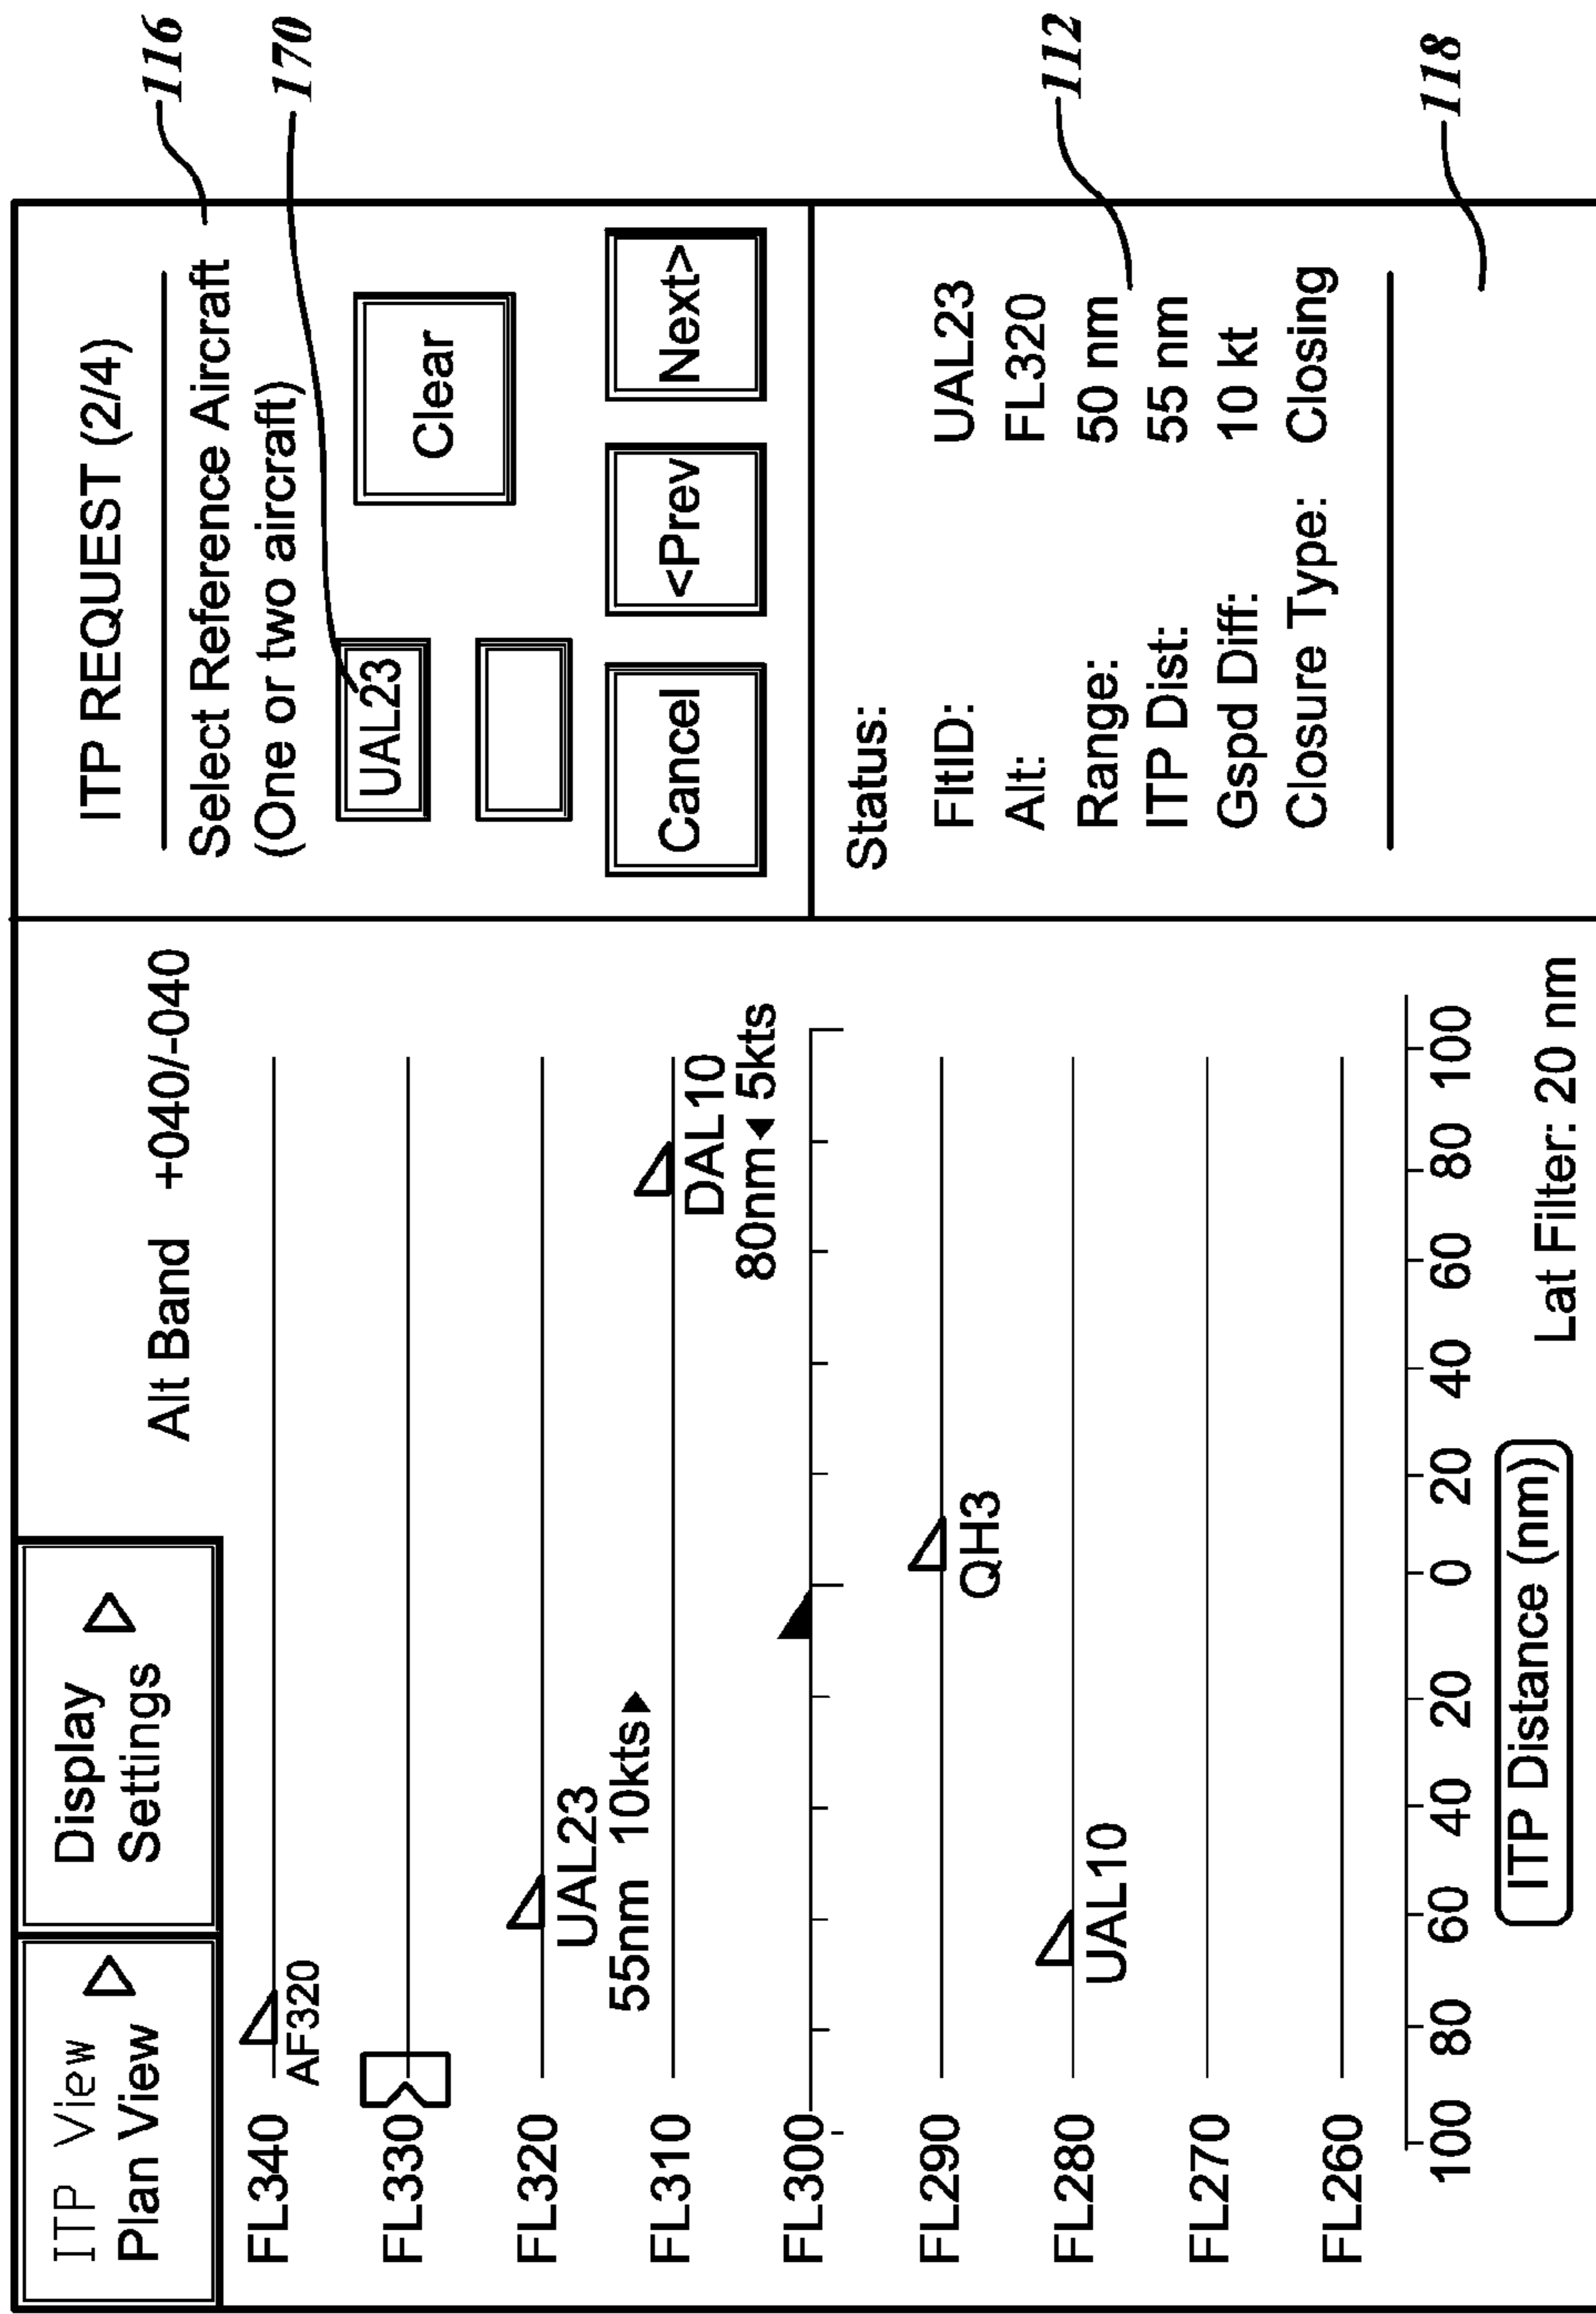 ITP View
Plan View
Display
Settings
Alt Band +040/-040
FL340
AF320
FL330
FL320
UAL23
55nm 10kts
FL310
DAL10
80nm 5kts
FL300
FL290
QH3
FL280
UAL10
FL270
FL260
100 80 60 40 20 0 20 40 60 80 100
ITP Distance (nm)
Lat Filter: 20 nm
ITP REQUEST (2/4)
Select Reference Aircraft
(One or two aircraft)
UAL23
Clear
Cancel
<Prev
Next>
Status:
FltID: UAL23
Alt: FL320
Range: 50 nm
ITP Dist: 55 nm
Gspd Diff: 10 kt
Closure Type: Closing
116
170
112
118